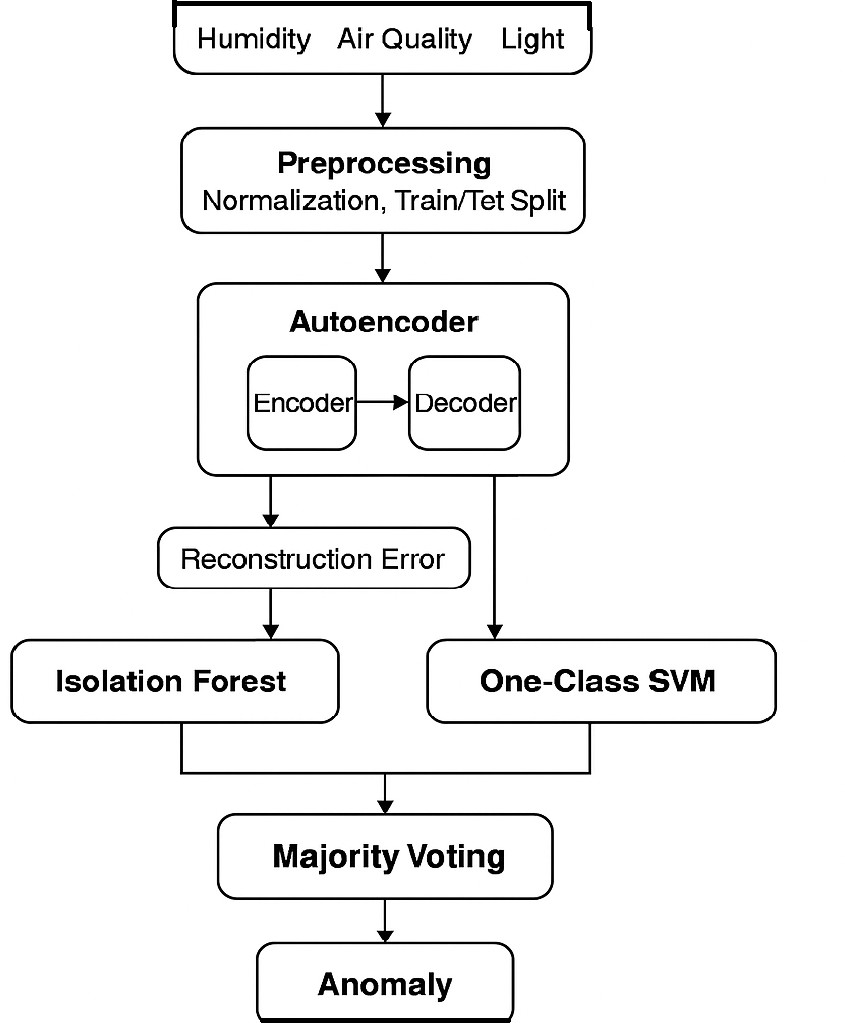 Humidity Air Quality Light
Preprocessing
Normalization, Train/Tet Split
Autoencoder
Encoder Decoder
Reconstruction Error
Isolation Forest One-Class SVM
Majority Voting
Anomaly